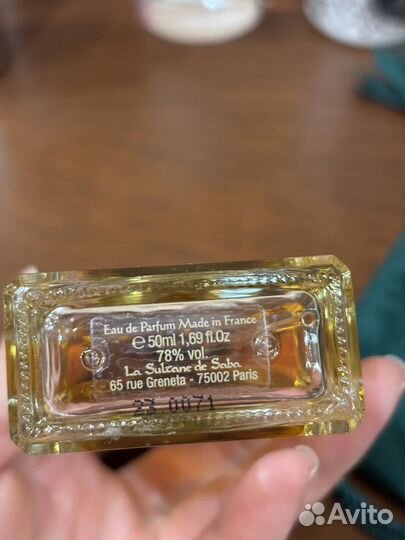 Eau de Parfum Made in France
℮50ml 1,69 fl.Oz
78% vol.
La Sulzane de Saba
65 rue Greneta - 75002 Paris
23 0071
Avito